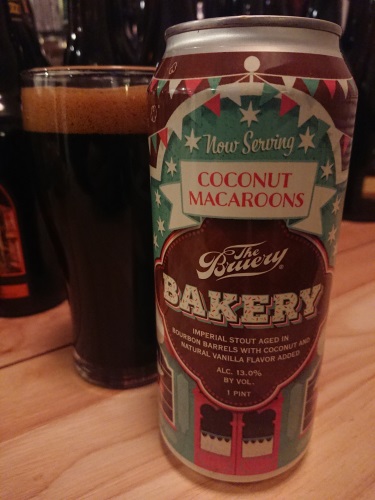 Now Serving
COCONUT
MACAROONS
The
Bruery®
BAKERY
IMPERIAL STOUT AGED IN
BOURBON BARRELS WITH COCONUT AND
NATURAL VANILLA FLAVOR ADDED
ALC. 13.0%
BY VOL.
1 PINT